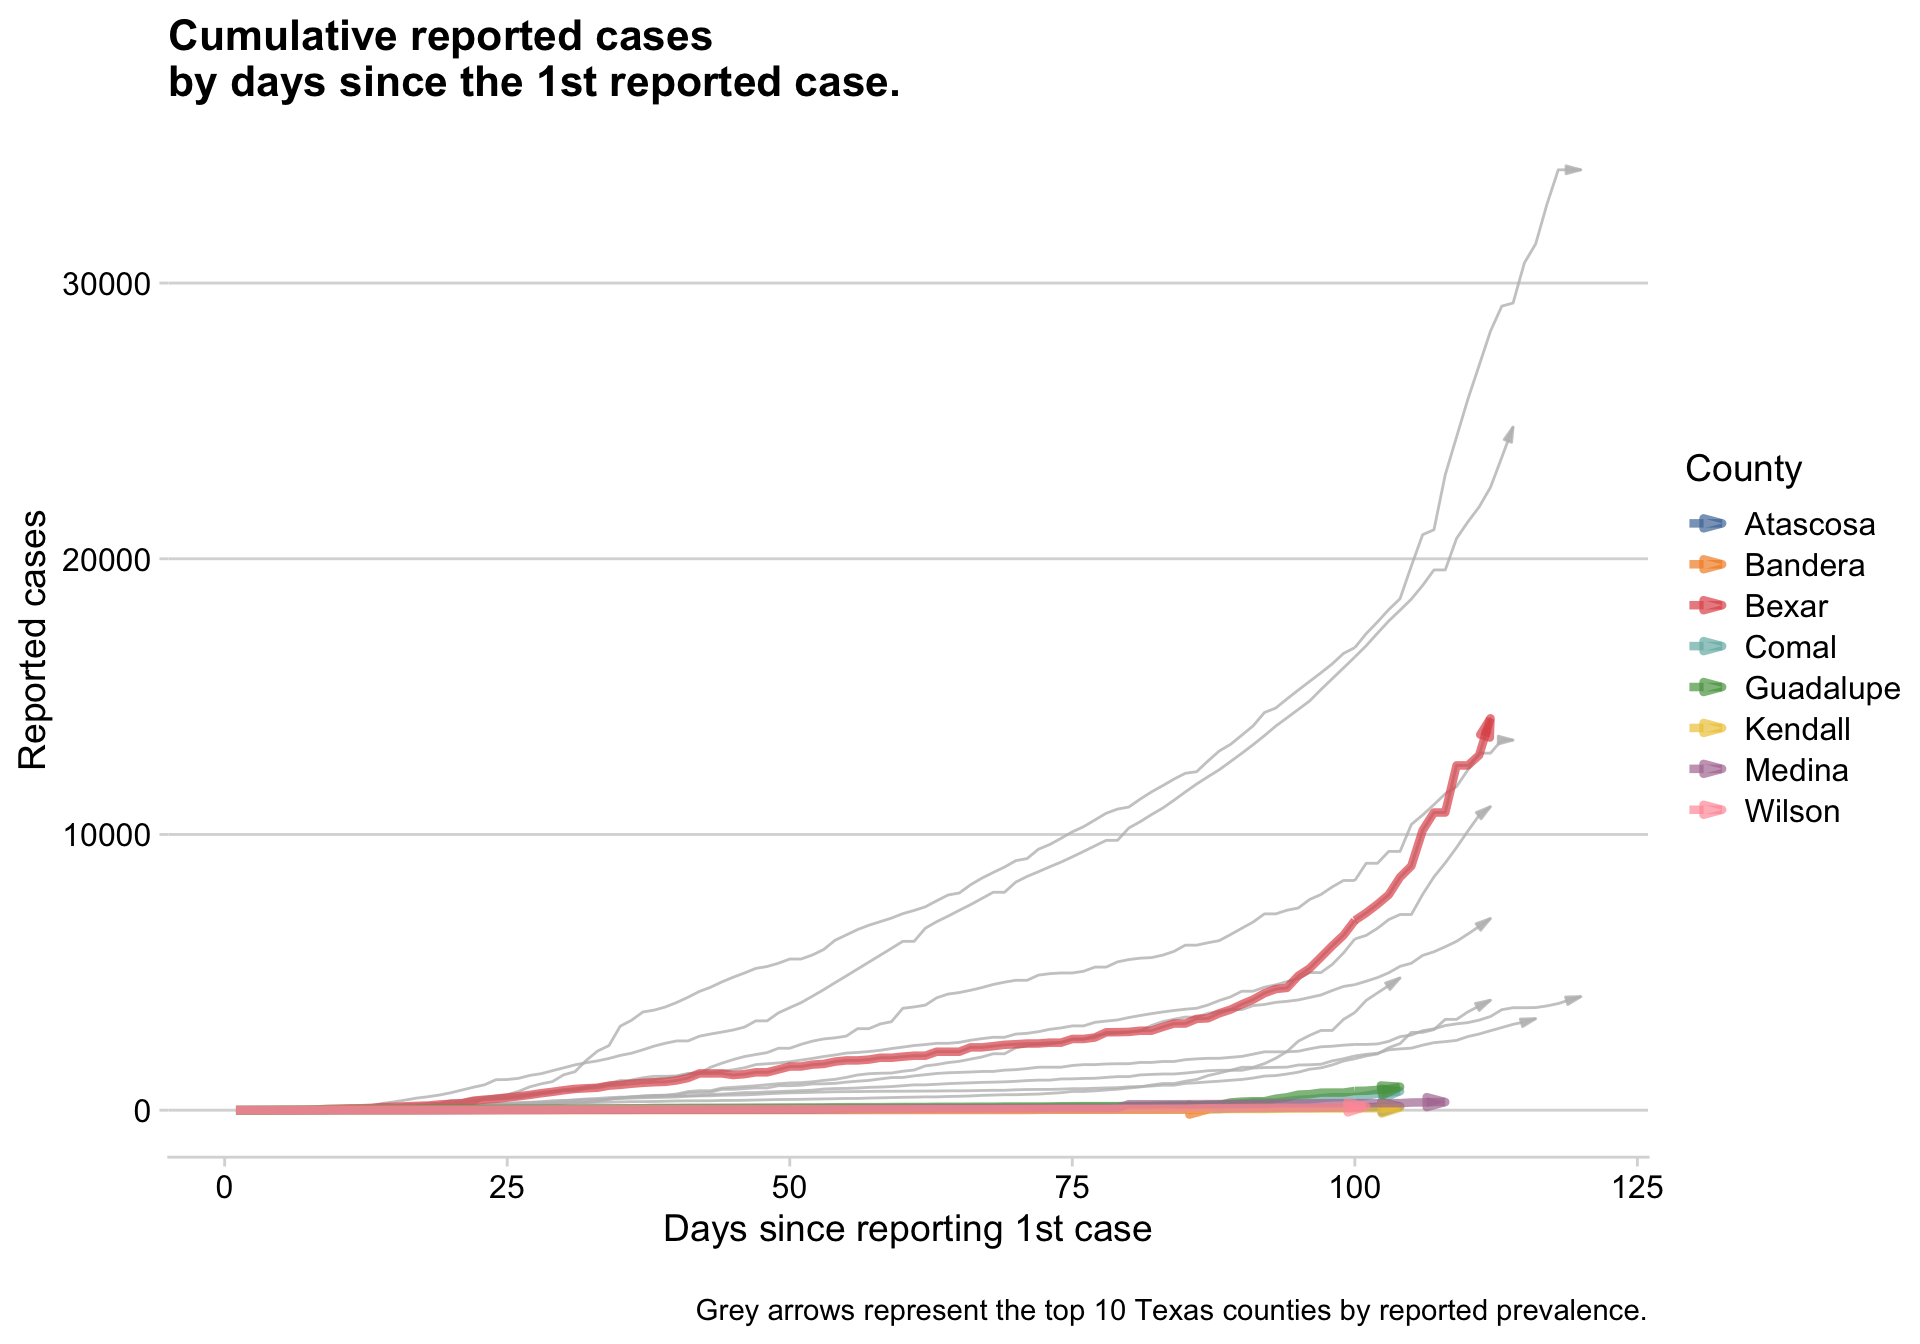 Cumulative reported cases
by days since the 1st reported case.
Reported cases
30000
20000
10000
0
0 25 50 75 100 125
Days since reporting 1st case
County
Atascosa
Bandera
Bexar
Comal
Guadalupe
Kendall
Medina
Wilson
Grey arrows represent the top 10 Texas counties by reported prevalence.